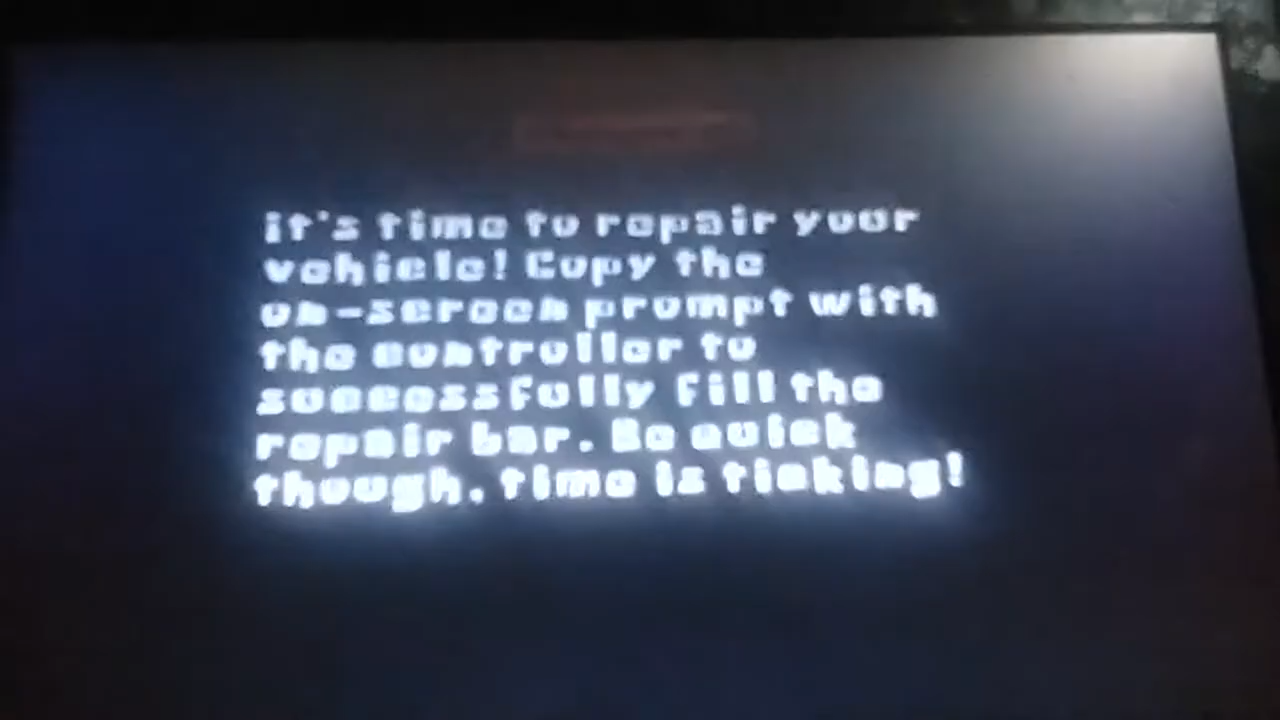 it's time to repair your
vehicle! Copy the
on-screen prompt with
the controller to
successfully fill the
repair bar. Be quick
though, time is ticking!